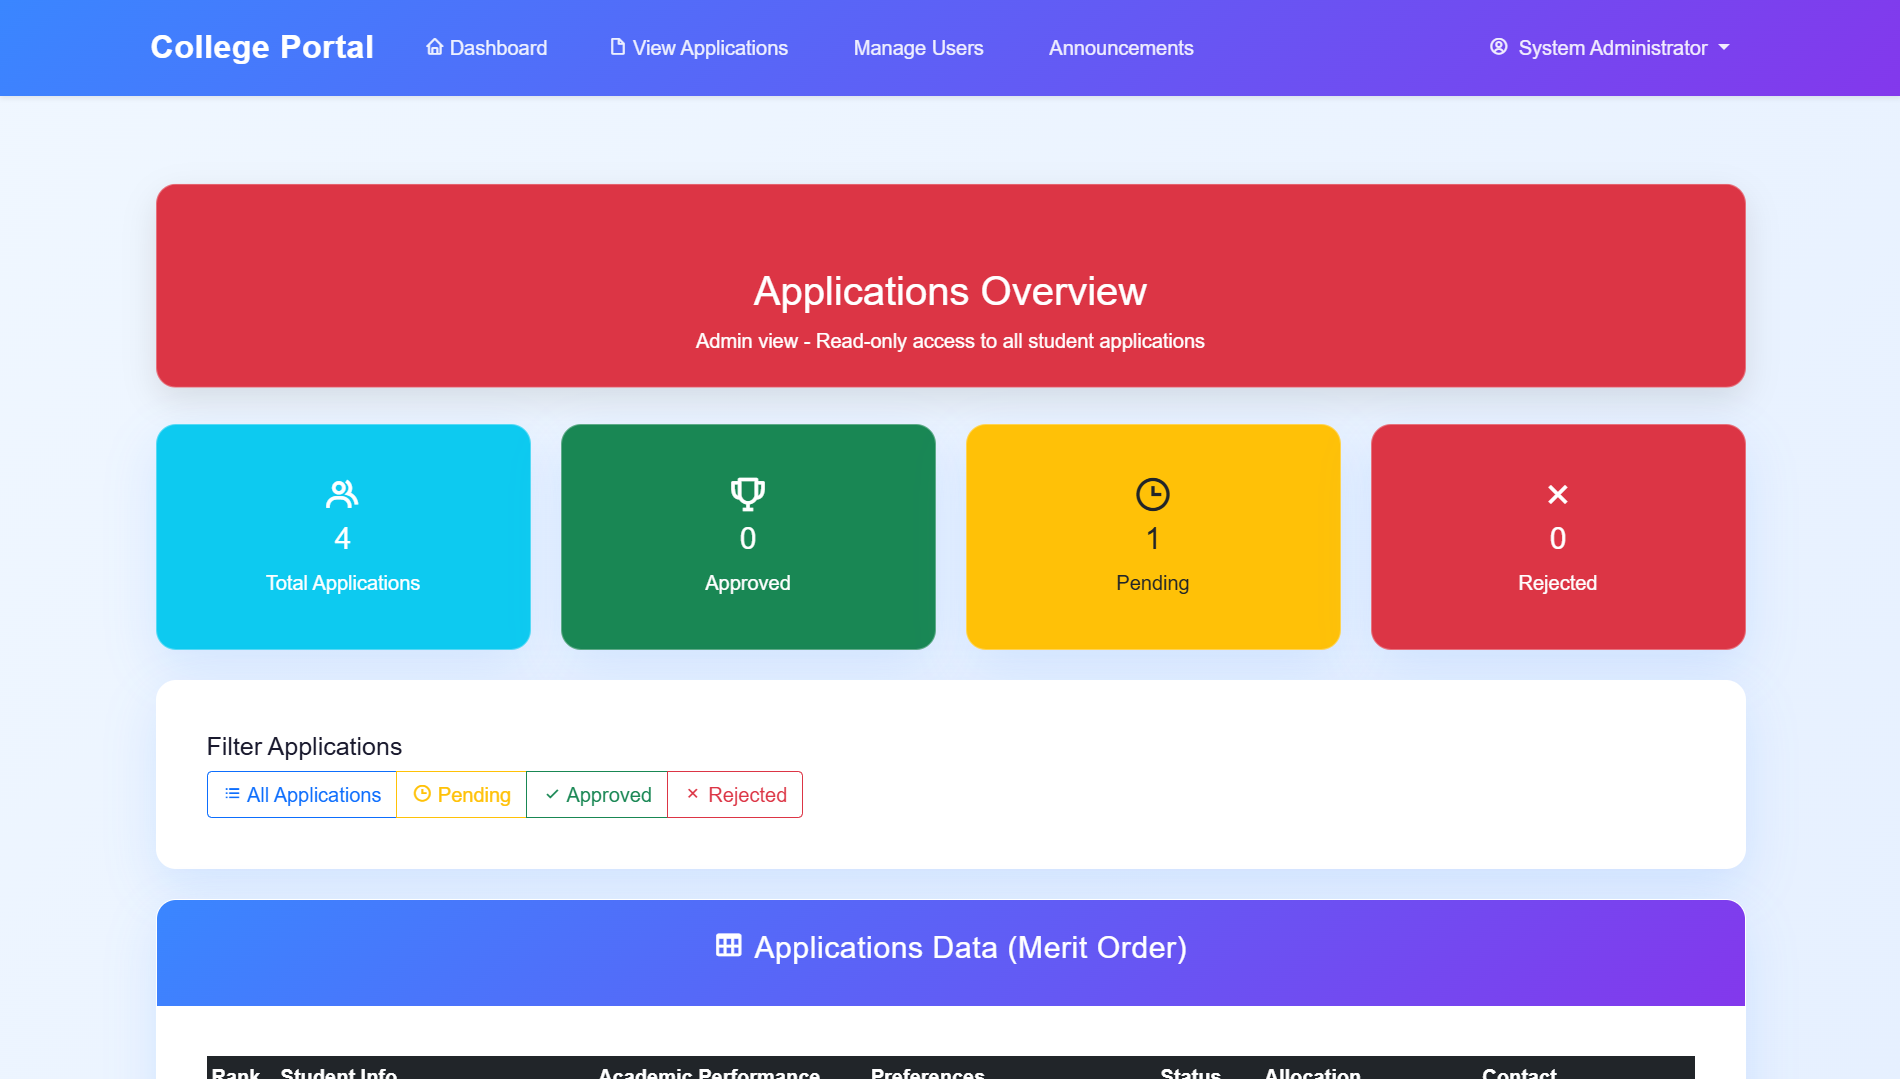 College Portal
Dashboard
View Applications
Manage Users
Announcements
System Administrator
Applications Overview
Admin view - Read-only access to all student applications
4
Total Applications
0
Approved
1
Pending
0
Rejected
Filter Applications
All Applications
Pending
Approved
Rejected
Applications Data (Merit Order)
Rank Student Info Academic Performance Preferences Status Allocation Contact